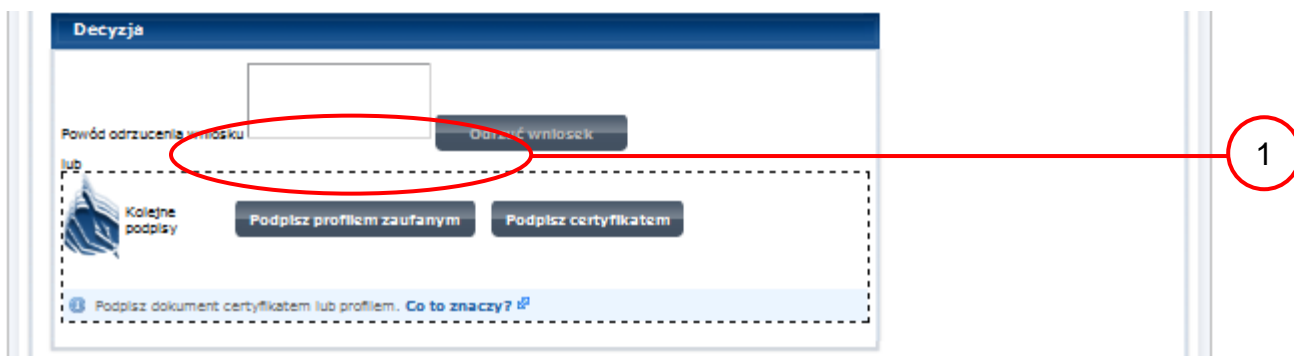 Decyzja
Powód odrzucenia wniosku
Odrzuć wniosek
lub
1
Kolejne
podpisy
Podpisz profilem zaufanym
Podpisz certyfikatem
Podpisz dokument certyfikatem lub profilem. Co to znaczy?